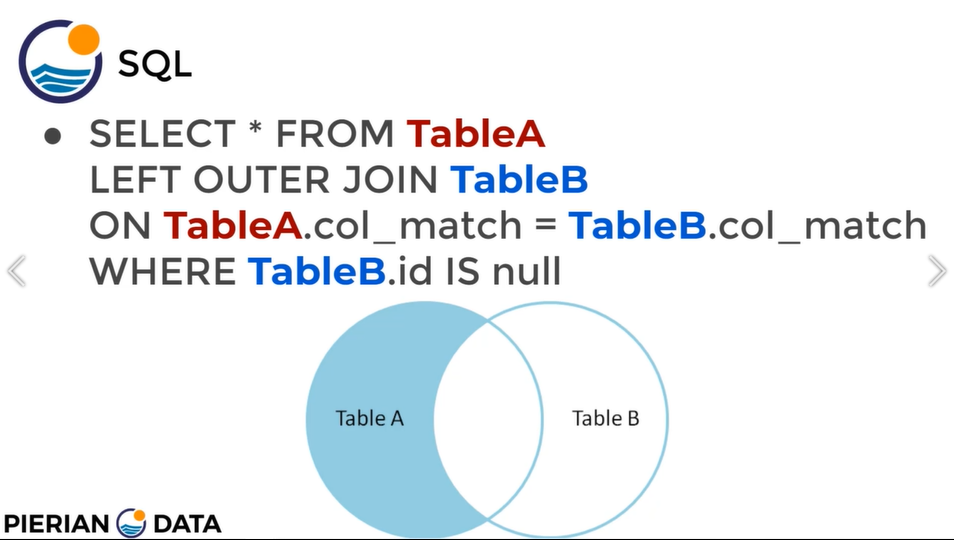 SQL
● SELECT * FROM TableA
LEFT OUTER JOIN TableB
ON TableA.col_match = TableB.col_match
WHERE TableB.id IS null
Table A
Table B
PIERIAN DATA